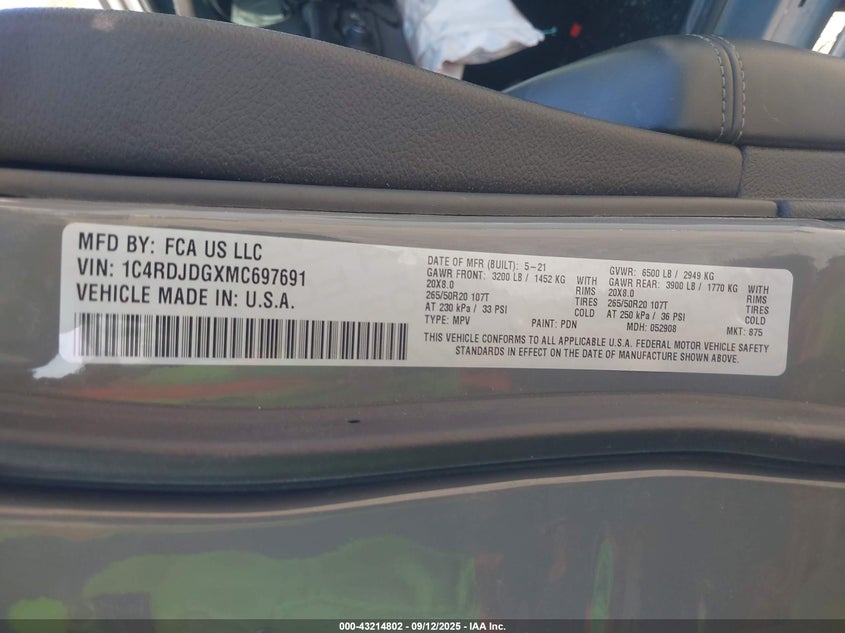 MFD BY: FCA US LLC
VIN: 1C4RDJDGXMC697691
VEHICLE MADE IN: U.S.A.
DATE OF MFR (BUILT): 5-21
GAWR FRONT: 3200 LB / 1452 KG WITH
20X8.0 RIMS
265/50R20 107T TIRES
AT 230 kPa / 33 PSI COLD
TYPE: MPV PAINT: PDN
GVWR: 6500 LB / 2949 KG
GAWR REAR: 3900 LB / 1770 KG WITH
20X8.0 RIMS
265/50R20 107T TIRES
AT 250 kPa / 36 PSI COLD
MDH: 052908 MKT: 875
THIS VEHICLE CONFORMS TO ALL APPLICABLE U.S.A. FEDERAL MOTOR VEHICLE SAFETY
STANDARDS IN EFFECT ON THE DATE OF MANUFACTURE SHOWN ABOVE.
000-43214802 - 09/12/2025 - IAA Inc.